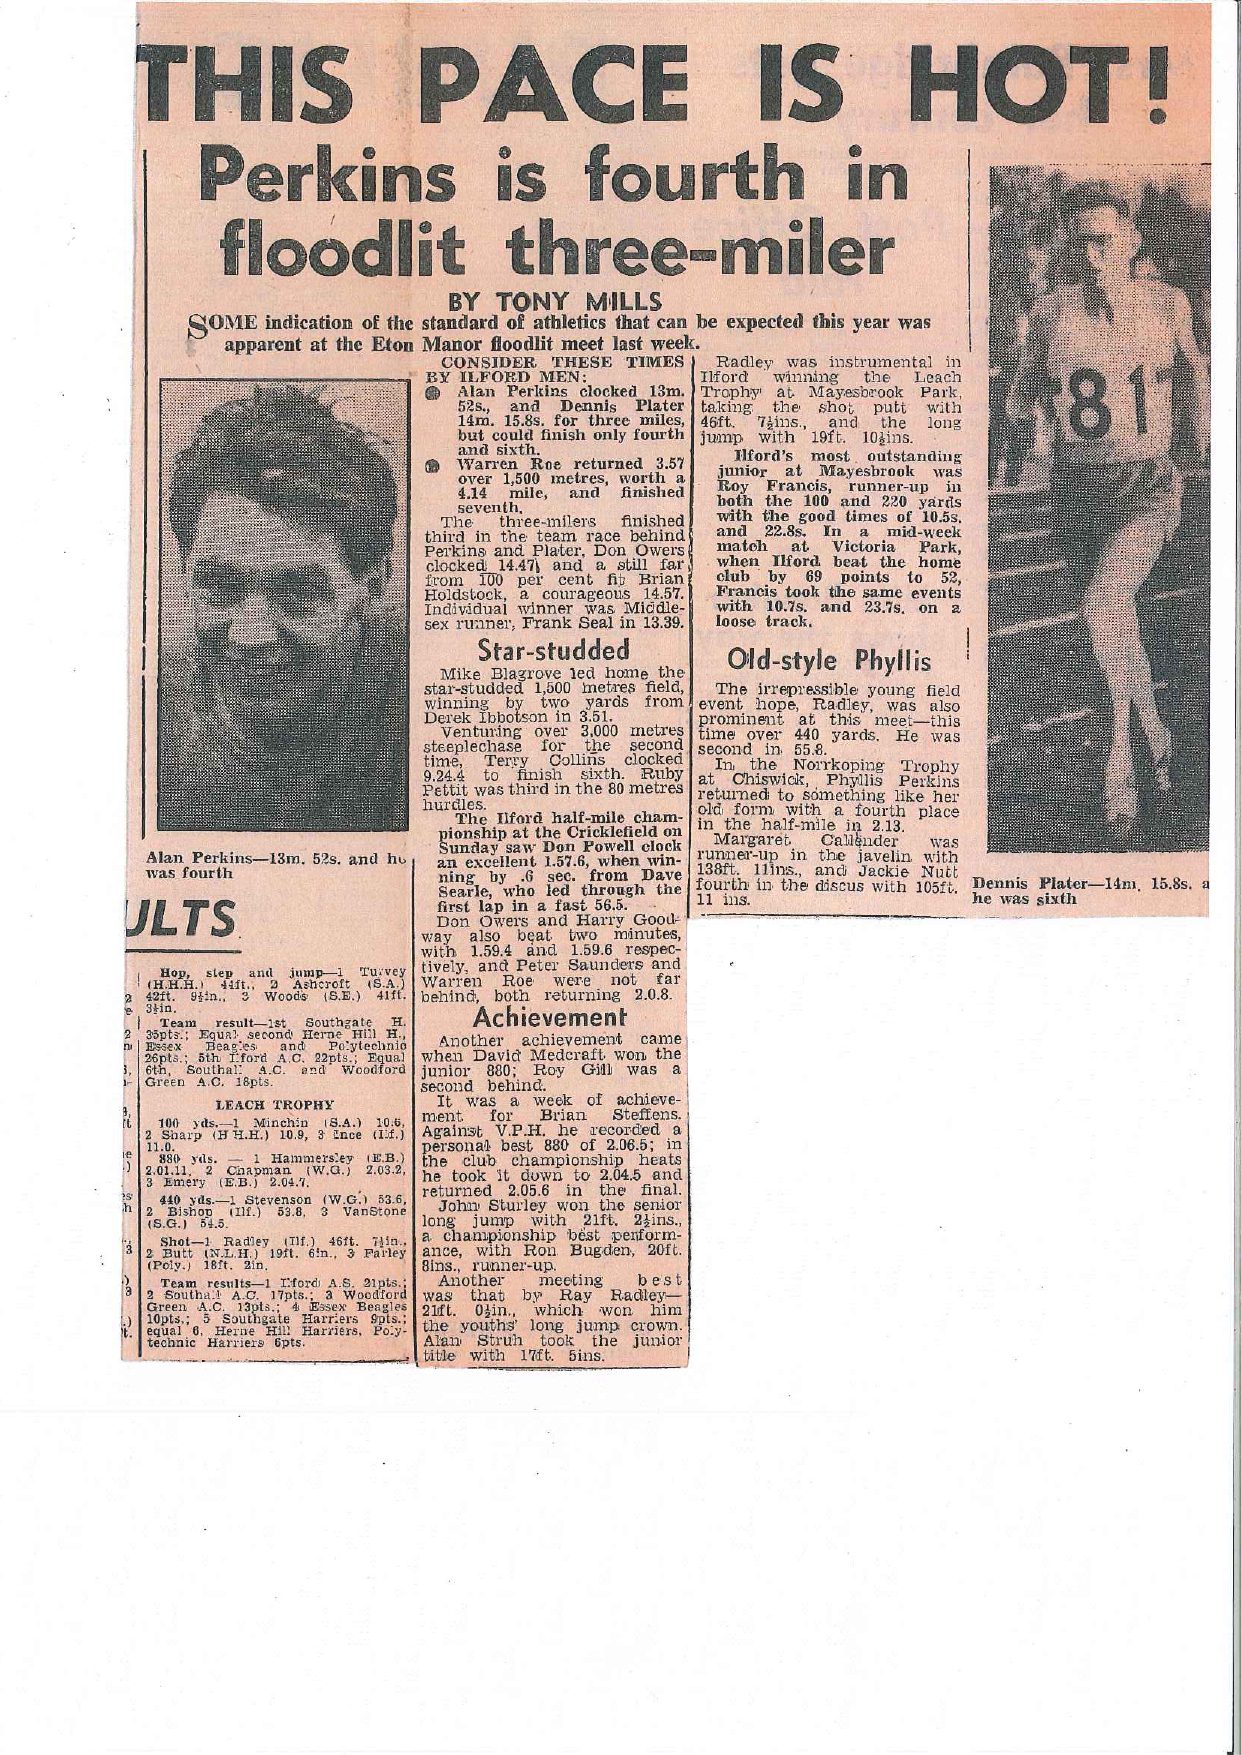 THIS PACE IS HOT!
Perkins is fourth in
floodlit three-miler
BY TONY MILLS
SOME indication of the standard of athletics that can be expected this year was
apparent at the Eton Manor floodlit meet last week.
Alan Perkins—13m. 52s. and he
was fourth
CONSIDER THESE TIMES
BY ILFORD MEN:
Alan Perkins clocked 13m.
52s., and Dennis Plater
14m. 15.8s. for three miles,
but could finish only fourth
and sixth.
Warren Roe returned 3.57
over 1,500 metres, worth a
4.14 mile, and finished
seventh.
The three-milers finished
third in the team race behind
Perkins and Plater, Don Owers
clocked 14.47, and a still far
from 100 per cent fit Brian
Holdstock, a courageous 14.57.
Individual winner was Middle-
sex runner, Frank Seal in 13.39.
Star-studded
Mike Blagrove led home the
star-studded 1,500 metres field,
winning by two yards from
Derek Ibbotson in 3.51.
Venturing over 3,000 metres
steeplechase for the second
time, Terry Collins clocked
9.24.4 to finish sixth. Ruby
Pettit was third in the 80 metres
hurdles.
The Ilford half-mile cham-
pionship at the Cricklefield on
Sunday saw Don Powell clock
an excellent 1.57.6, when win-
ning by .6 sec. from Dave
Searle, who led through the
first lap in a fast 56.5.
Don Owers and Harry Good-
way also beat two minutes,
with 1.59.4 and 1.59.6 respec-
tively, and Peter Saunders and
Warren Roe were not far
behind, both returning 2.0.8.
Achievement
Another achievement came
when David Medcraft won the
junior 880; Roy Gill was a
second behind.
It was a week of achieve-
ment for Brian Steffens.
Against V.P.H. he recorded a
personal best 880 of 2.06.5; in
the club championship heats
he took it down to 2.04.5 and
returned 2.05.6 in the final.
John Sturley won the senior
long jump with 21ft. 2½ins.,
a championship best perform-
ance, with Ron Bugden, 20ft.
8ins., runner-up.
Another meeting best
was that by Ray Radley—
21ft. 0½in., which won him
the youths' long jump crown.
Alan Struh took the junior
title with 17ft. 5ins.
Radley was instrumental in
Ilford winning the Leach
Trophy at Mayesbrook Park,
taking the shot putt with
46ft. 7½ins., and the long
jump with 19ft. 10½ins.
Ilford's most outstanding
junior at Mayesbrook was
Roy Francis, runner-up in
both the 100 and 220 yards
with the good times of 10.5s.
and 22.8s. In a mid-week
match at Victoria Park,
when Ilford beat the home
club by 69 points to 52,
Francis took the same events
with 10.7s. and 23.7s. on a
loose track.
Old-style Phyllis
The irrepressible young field
event hope, Radley, was also
prominent at this meet—this
time over 440 yards. He was
second in 55.8.
In the Norrkoping Trophy
at Chiswick, Phyllis Perkins
returned to something like her
old form with a fourth place
in the half-mile in 2.13.
Margaret Callender was
runner-up in the javelin with
138ft. 11ins., and Jackie Nutt
fourth in the discus with 105ft.
11 ins.
81
Dennis Plater—14m. 15.8s. a
he was sixth
ULTS
Hop, step and jump—1 Turvey
(H.H.H.) 44ft., 2 Ashcroft (S.A.)
42ft. 9½in., 3 Woods (S.E.) 41ft.
3½in.
Team result—1st Southgate H.
35pts.; Equal second Herne Hill H.,
Essex Beagles and Polytechnic
26pts.; 5th Ilford A.C. 22pts.; Equal
6th, Southall A.C. and Woodford
Green A.C. 18pts.
LEACH TROPHY
100 yds.—1 Minchin (S.A.) 10.6,
2 Sharp (H.H.H.) 10.9, 3 Ince (Ilf.)
11.0.
880 yds. — 1 Hammersley (E.B.)
2.01.11, 2 Chapman (W.G.) 2.03.2,
3 Emery (E.B.) 2.04.7.
440 yds.—1 Stevenson (W.G.) 53.6,
2 Bishop (Ilf.) 53.8, 3 VanStone
(S.G.) 54.5.
Shot—1 Radley (Ilf.) 46ft. 7½in.,
2 Butt (N.L.H.) 19ft. 6in., 3 Parley
(Poly.) 18ft. 2in.
Team results—1 Ilford A.S. 21pts.;
2 Southall A.C. 17pts.; 3 Woodford
Green A.C. 13pts.; 4 Essex Beagles
10pts.; 5 Southgate Harriers 9pts.;
equal 6, Herne Hill Harriers, Poly-
technic Harriers 6pts.